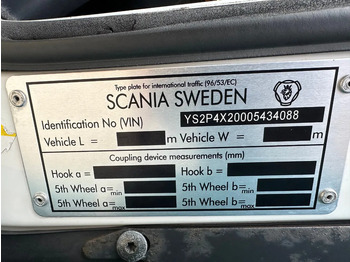 Type plate for international traffic (96/53/EC)
SCANIA SWEDEN
Identification No (VIN) YS2P4X20005434088
Vehicle L = m Vehicle W = m
Coupling device measurements (mm)
Hook a = Hook b =
5th Wheel a= min 5th Wheel b= min
5th Wheel a= max 5th Wheel b= max